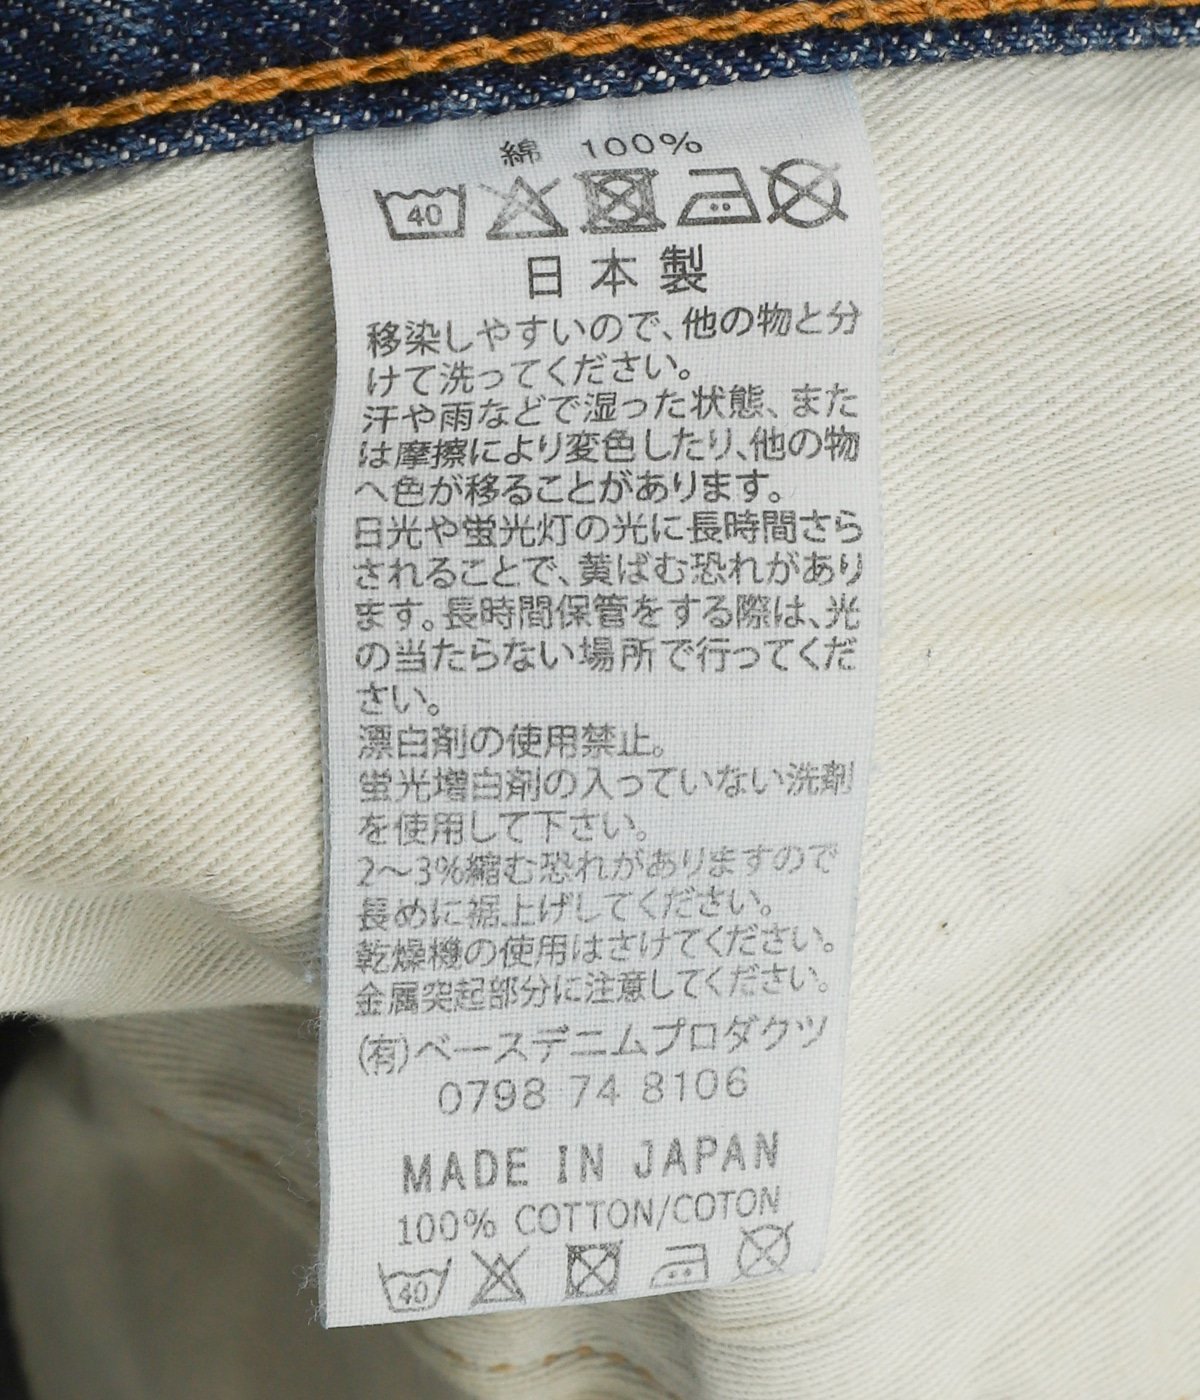 綿 100%
40
日本製
移染しやすいので、他の物と分
けて洗ってください。
汗や雨などで湿った状態、また
は摩擦により変色したり、他の物
へ色が移ることがあります。
日光や蛍光灯の光に長時間さら
されることで、黄ばむ恐れがあり
ます。長時間保管をする際は、光
の当たらない場所で行ってくだ
さい。
漂白剤の使用禁止。
蛍光増白剤の入っていない洗剤
を使用して下さい。
2〜3%縮む恐れがありますので
長めに裾上げしてください。
乾燥機の使用はさけてください。
金属突起部分に注意してください。
(有)ベースデニムプロダクツ
0798 74 8106
MADE IN JAPAN
100% COTTON/COTON
40